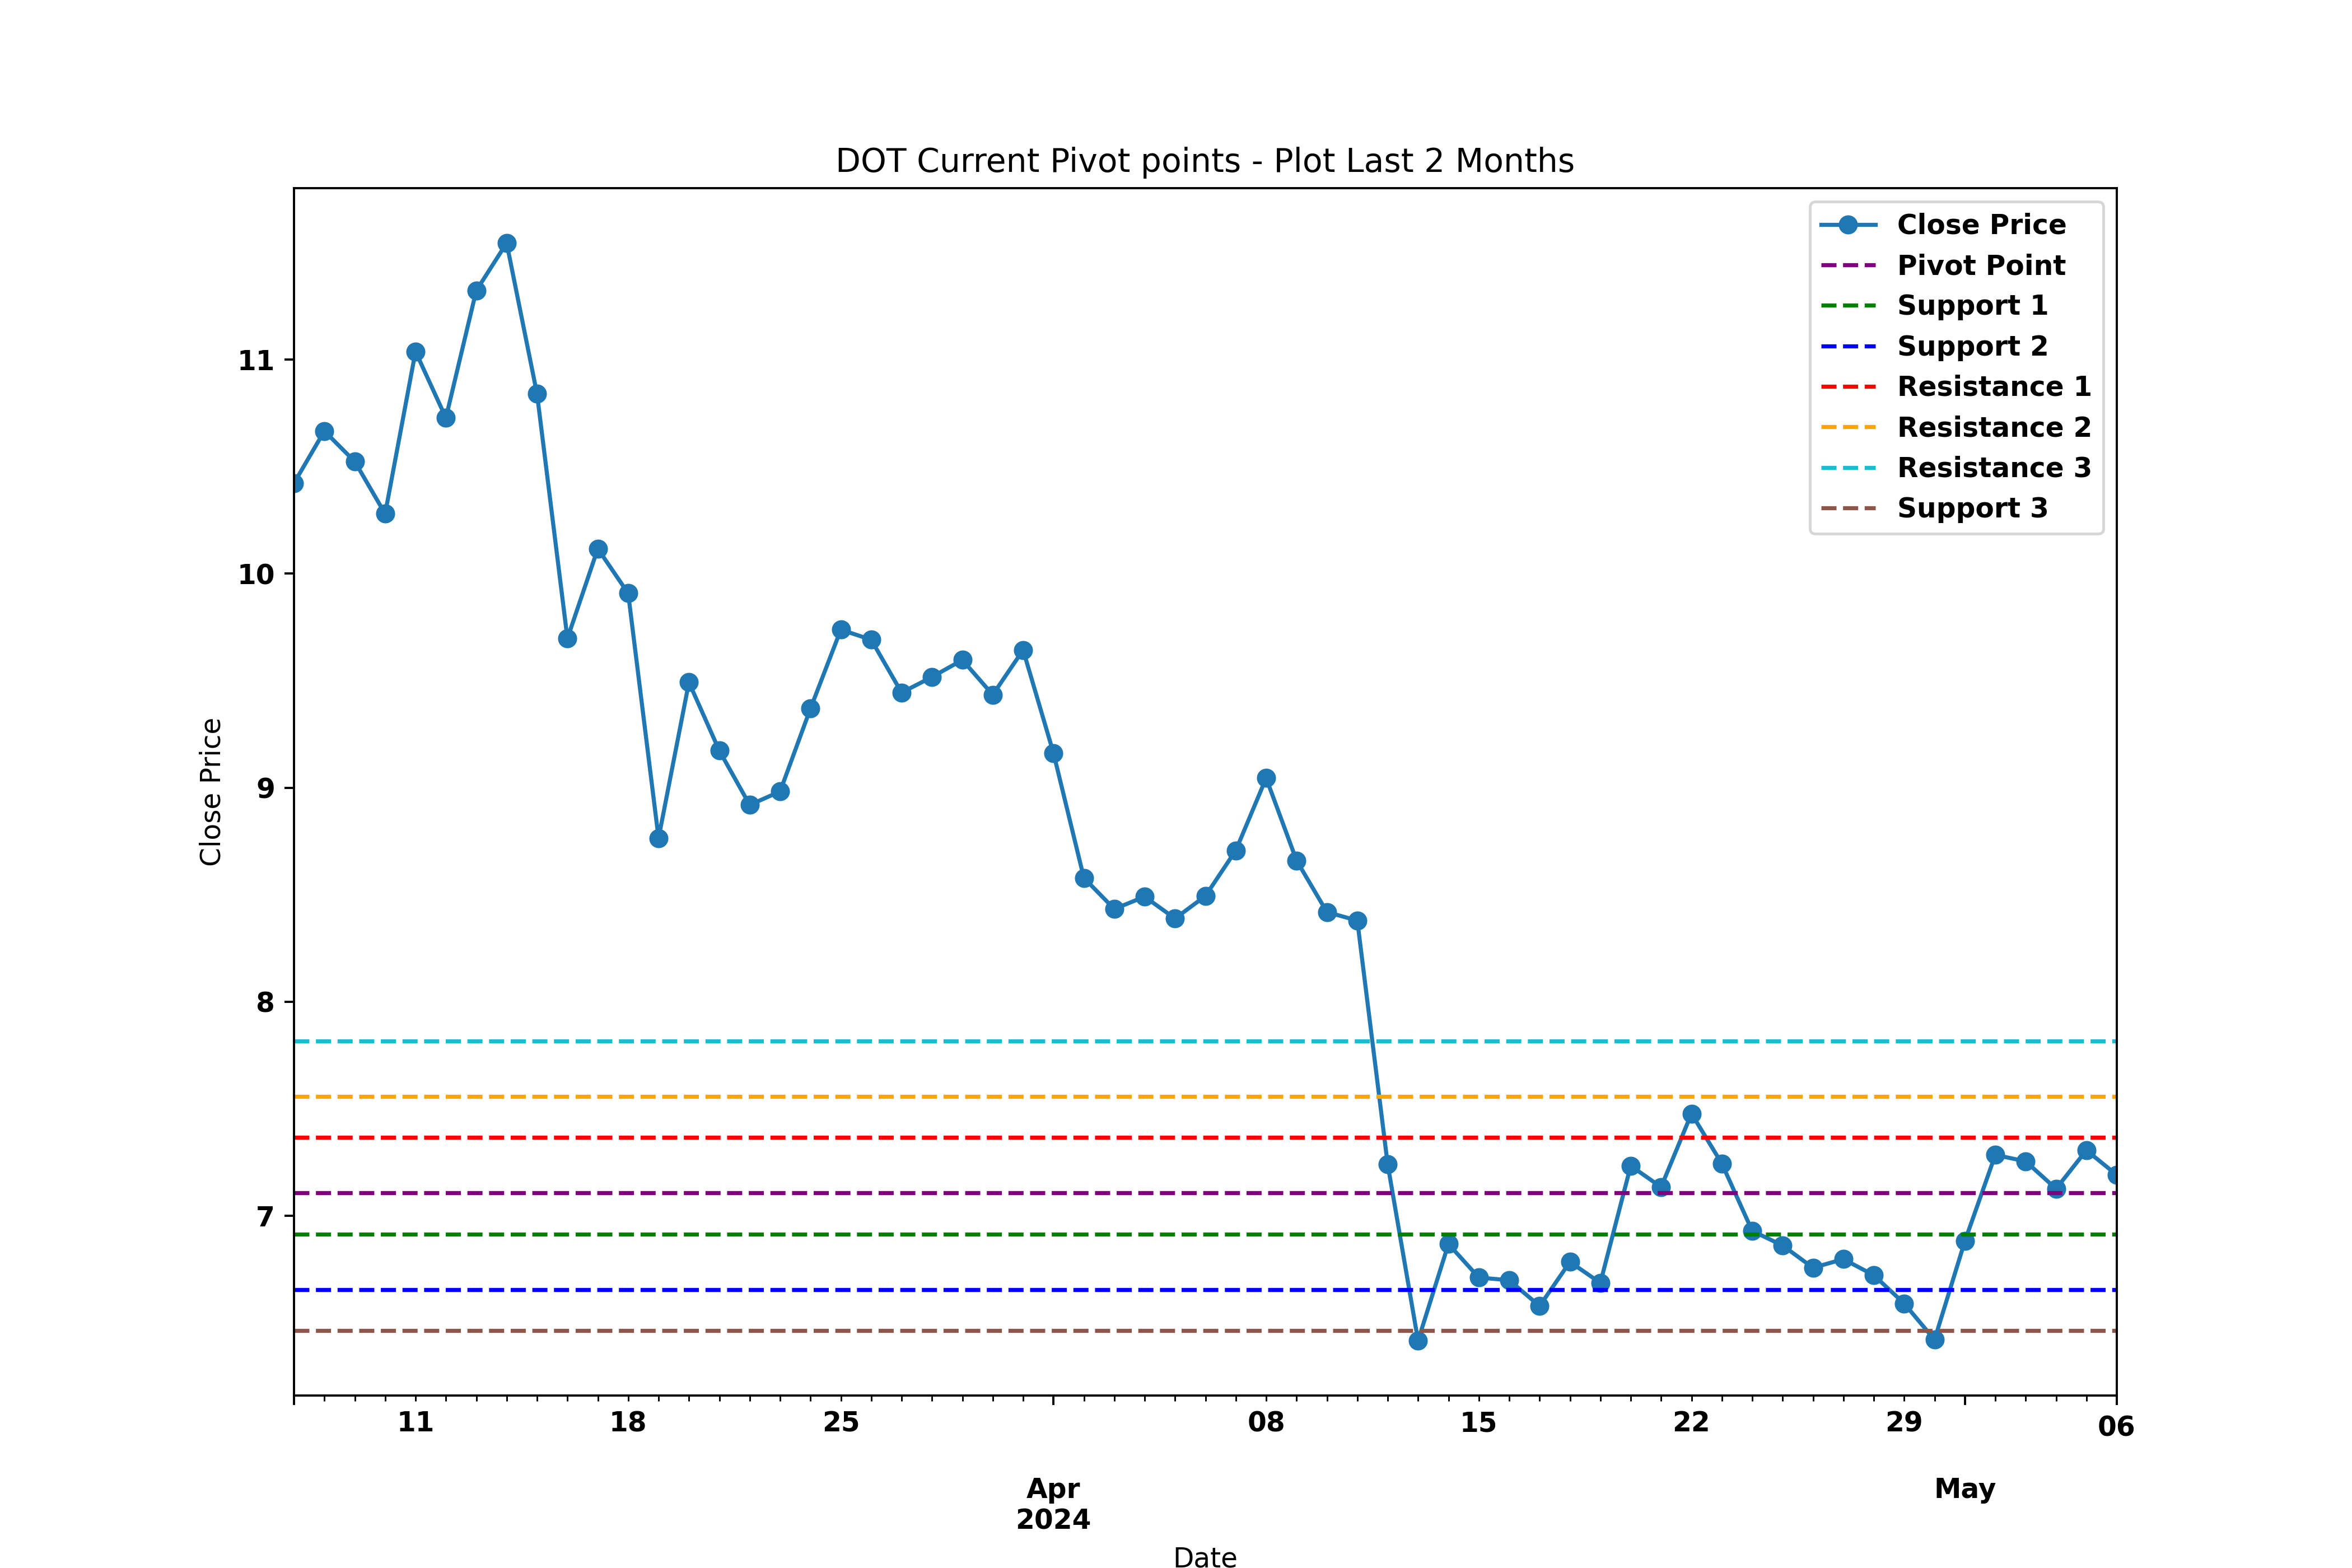 DOT Current Pivot points - Plot Last 2 Months
Close Price
Pivot Point
Support 1
Support 2
Resistance 1
Resistance 2
Resistance 3
Support 3
Close Price
11
10
9
8
7
11 18 25 08 15 22 29 06
Apr May
2024
Date